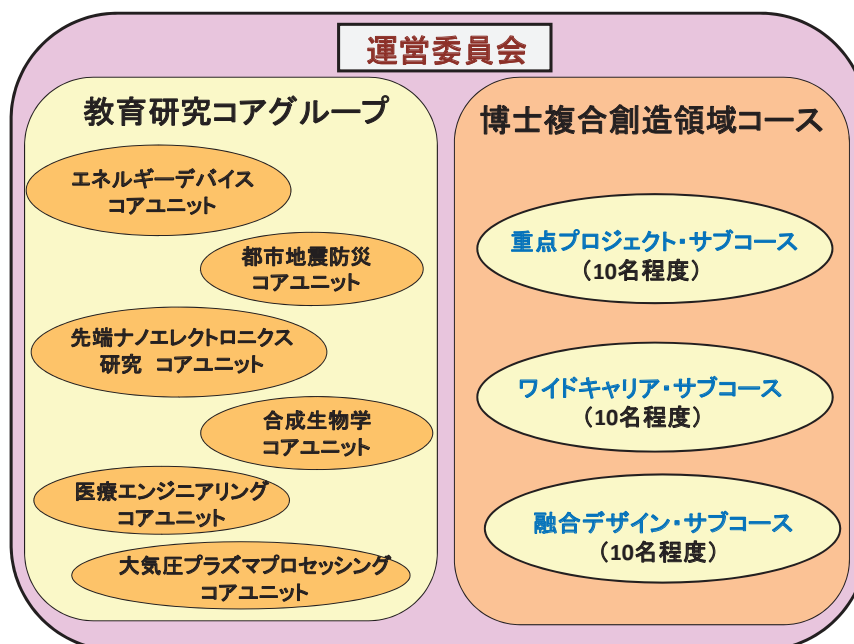 運営委員会
教育研究コアグループ
エネルギーデバイス
コアユニット
都市地震防災
コアユニット
先端ナノエレクトロニクス
研究 コアユニット
合成生物学
コアユニット
医療エンジニアリング
コアユニット
大気圧プラズマプロセッシング
コアユニット
博士複合創造領域コース
重点プロジェクト・サブコース
(10名程度)
ワイドキャリア・サブコース
(10名程度)
融合デザイン・サブコース
(10名程度)